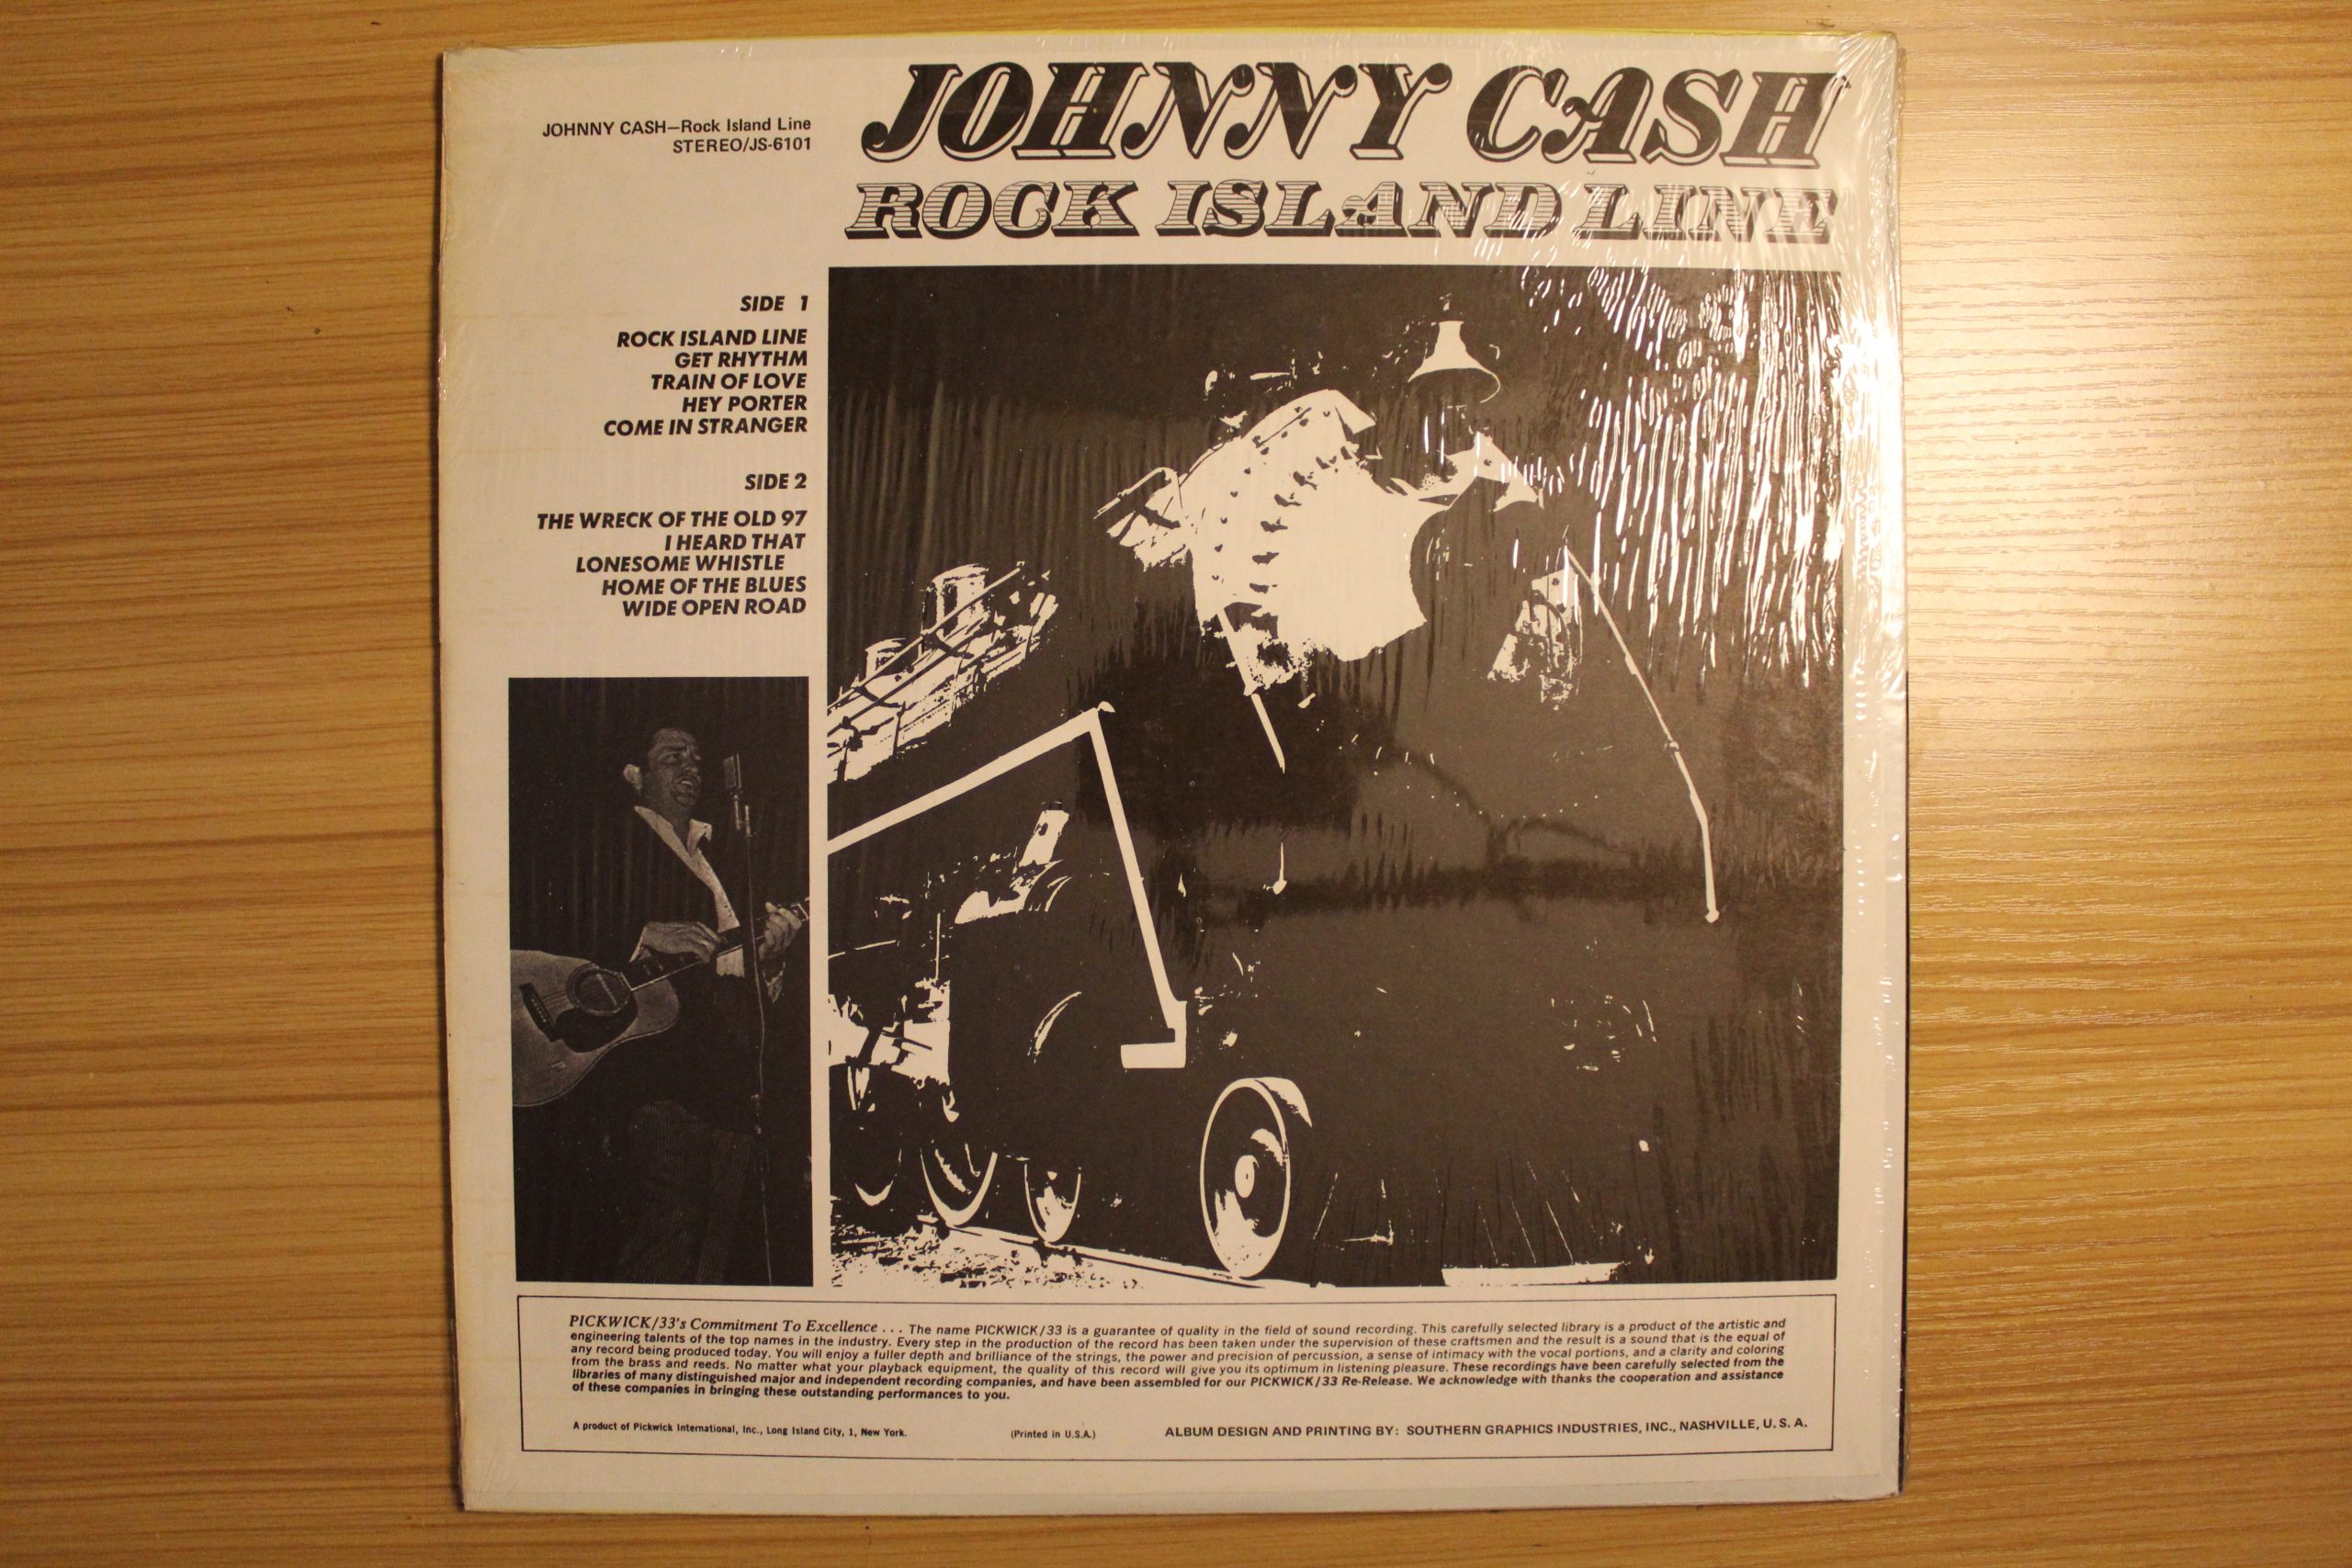 JOHNNY CASH—Rock Island Line
STEREO/JS-6101
JOHNNY CASH
ROCK ISLAND LINE
SIDE 1
ROCK ISLAND LINE
GET RHYTHM
TRAIN OF LOVE
HEY PORTER
COME IN STRANGER
SIDE 2
THE WRECK OF THE OLD 97
I HEARD THAT
LONESOME WHISTLE
HOME OF THE BLUES
WIDE OPEN ROAD
PICKWICK/33's Commitment To Excellence . . . The name PICKWICK/33 is a guarantee of quality in the field of sound recording. This carefully selected library is a product of the artistic and
engineering talents of the top names in the industry. Every step in the production of the record has been taken under the supervision of these craftsmen and the result is a sound that is the equal of
any record being produced today. You will enjoy a fuller depth and brilliance of the strings, the power and precision of percussion, a sense of intimacy with the vocal portions, and a clarity and coloring
from the brass and reeds. No matter what your playback equipment, the quality of this record will give you its optimum in listening pleasure. These recordings have been carefully selected from the
libraries of many distinguished major and independent recording companies, and have been assembled for our PICKWICK/33 Re-Release. We acknowledge with thanks the cooperation and assistance
of these companies in bringing these outstanding performances to you.
A product of Pickwick International, Inc., Long Island City, 1, New York. (Printed in U.S.A.) ALBUM DESIGN AND PRINTING BY: SOUTHERN GRAPHICS INDUSTRIES, INC., NASHVILLE, U. S. A.